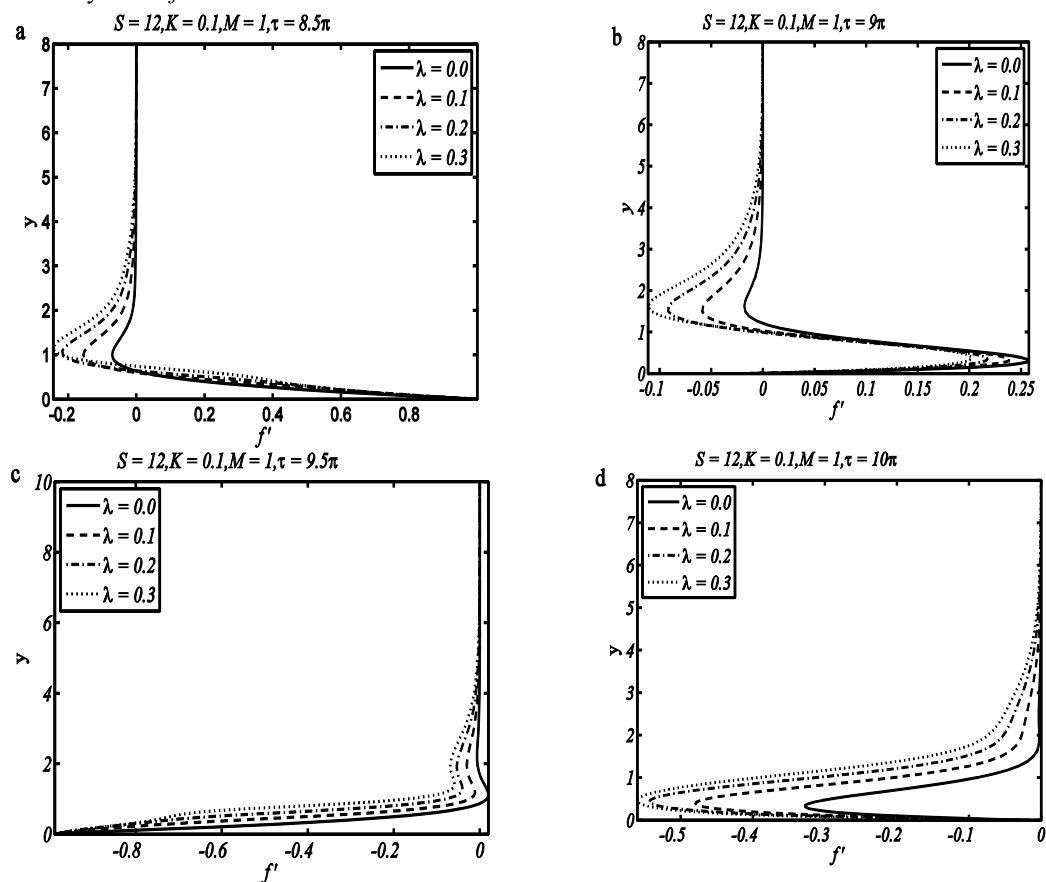 a
S = 12,K = 0.1,M = 1,τ = 8.5π
8
7
6
5
4
3
2
1
0
y
-0.2 0 0.2 0.4 0.6 0.8
f'
λ = 0.0
λ = 0.1
λ = 0.2
λ = 0.3
b
S = 12,K = 0.1,M = 1,τ = 9π
8
7
6
5
4
3
2
1
0
y
-0.1 -0.05 0 0.05 0.1 0.15 0.2 0.25
f'
λ = 0.0
λ = 0.1
λ = 0.2
λ = 0.3
c
S = 12,K = 0.1,M = 1,τ = 9.5π
10
8
6
4
2
0
y
-0.8 -0.6 -0.4 -0.2 0
f'
λ = 0.0
λ = 0.1
λ = 0.2
λ = 0.3
d
S = 12,K = 0.1,M = 1,τ = 10π
8
7
6
5
4
3
2
1
0
y
-0.5 -0.4 -0.3 -0.2 -0.1 0
f'
λ = 0.0
λ = 0.1
λ = 0.2
λ = 0.3